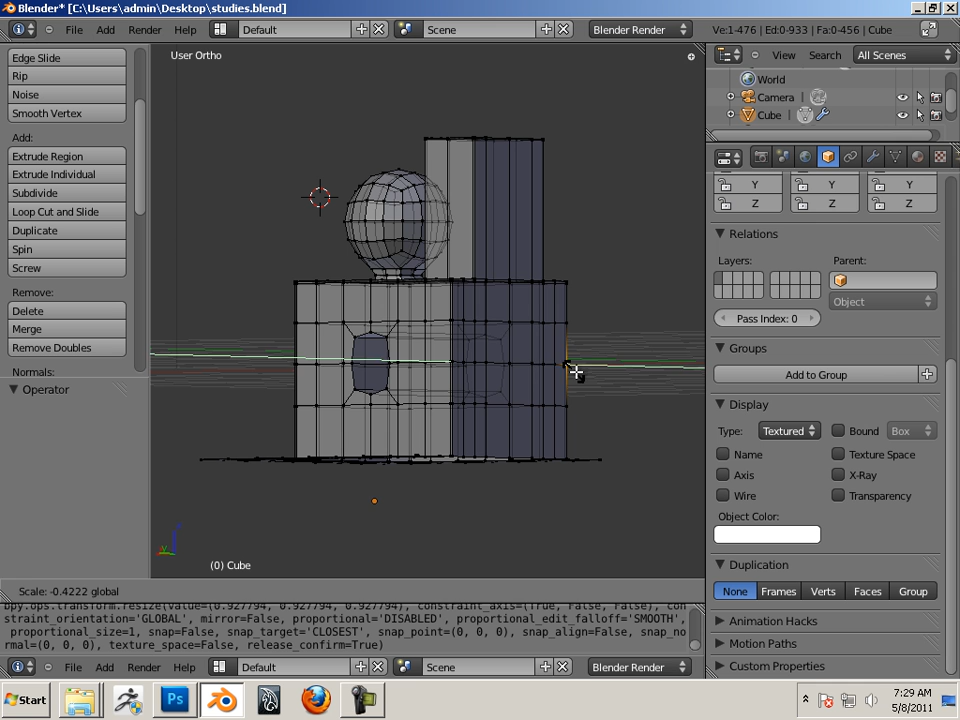 Blender* [C:\Users\admin\Desktop\studies.blend]
File Add Render Help Default Scene Blender Render Ve:1-476 | Ed:0-933 | Fa:0-456 | Cube
Edge Slide
Rip
Noise
Smooth Vertex
Add:
Extrude Region
Extrude Individual
Subdivide
Loop Cut and Slide
Duplicate
Spin
Screw
Remove:
Delete
Merge
Remove Doubles
Normals:
Operator
User Ortho
(0) Cube
Scale: -0.4222 global
bpy.ops.transform.resize(value=(0.927794, 0.927794, 0.927794), constraint_axis=(True, False, False), con
straint_orientation='GLOBAL', mirror=False, proportional='DISABLED', proportional_edit_falloff='SMOOTH',
proportional_size=1, snap=False, snap_target='CLOSEST', snap_point=(0, 0, 0), snap_align=False, snap_no
rmal=(0, 0, 0), texture_space=False, release_confirm=True)
File Add Render Help Default Scene Blender Render
View Search All Scenes
World
Camera
Cube
Y Y Y
Z Z Z
Relations
Layers: Parent:
Object
Pass Index: 0
Groups
Add to Group
Display
Type: Textured Bound Box
Name Texture Space
Axis X-Ray
Wire Transparency
Object Color:
Duplication
None Frames Verts Faces Group
Animation Hacks
Motion Paths
Custom Properties
Start Ps 7:29 AM
5/8/2011